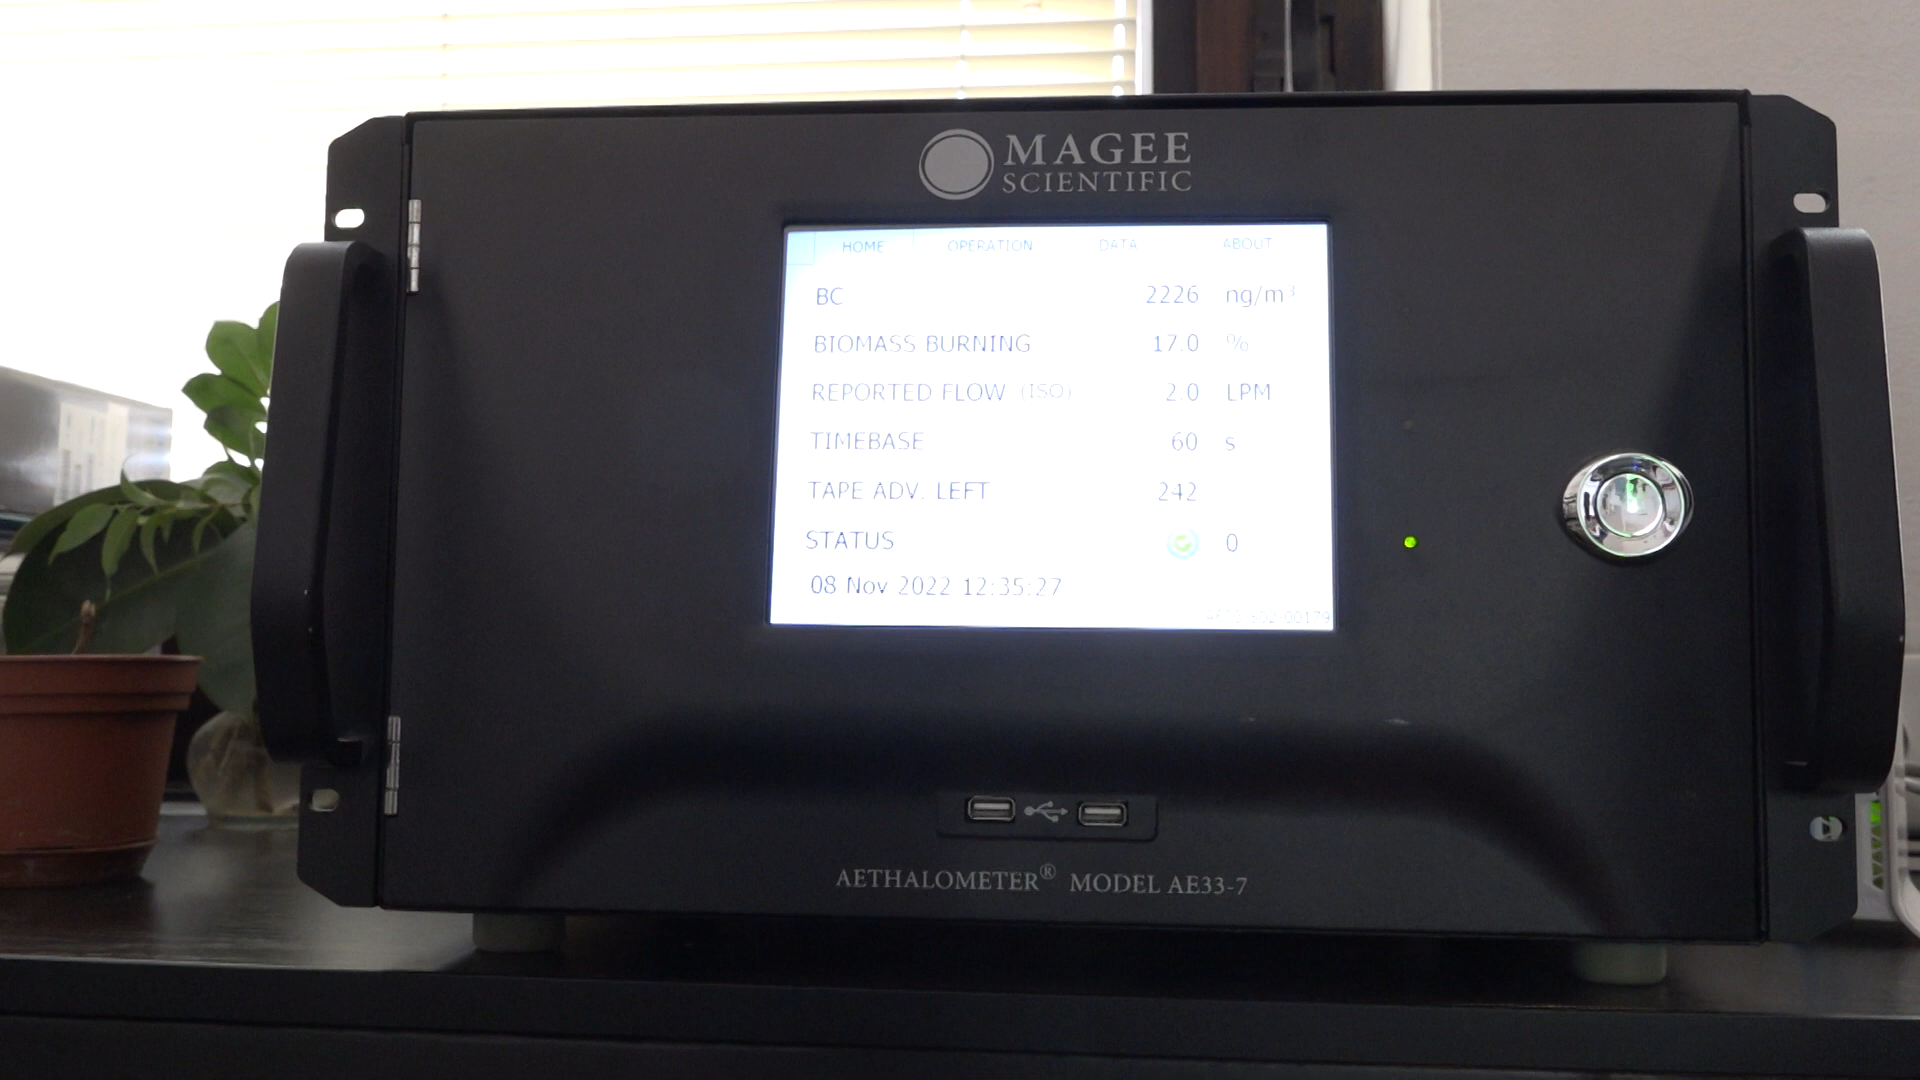 MAGEE
SCIENTIFIC
HOME OPERATION DATA ABOUT
BC 2226 ng/m³
BIOMASS BURNING 17.0 %
REPORTED FLOW (ISO) 2.0 LPM
TIMEBASE 60 s
TAPE ADV. LEFT 242
STATUS 0
08 Nov 2022 12:35:27
AETHALOMETER® MODEL AE33-7